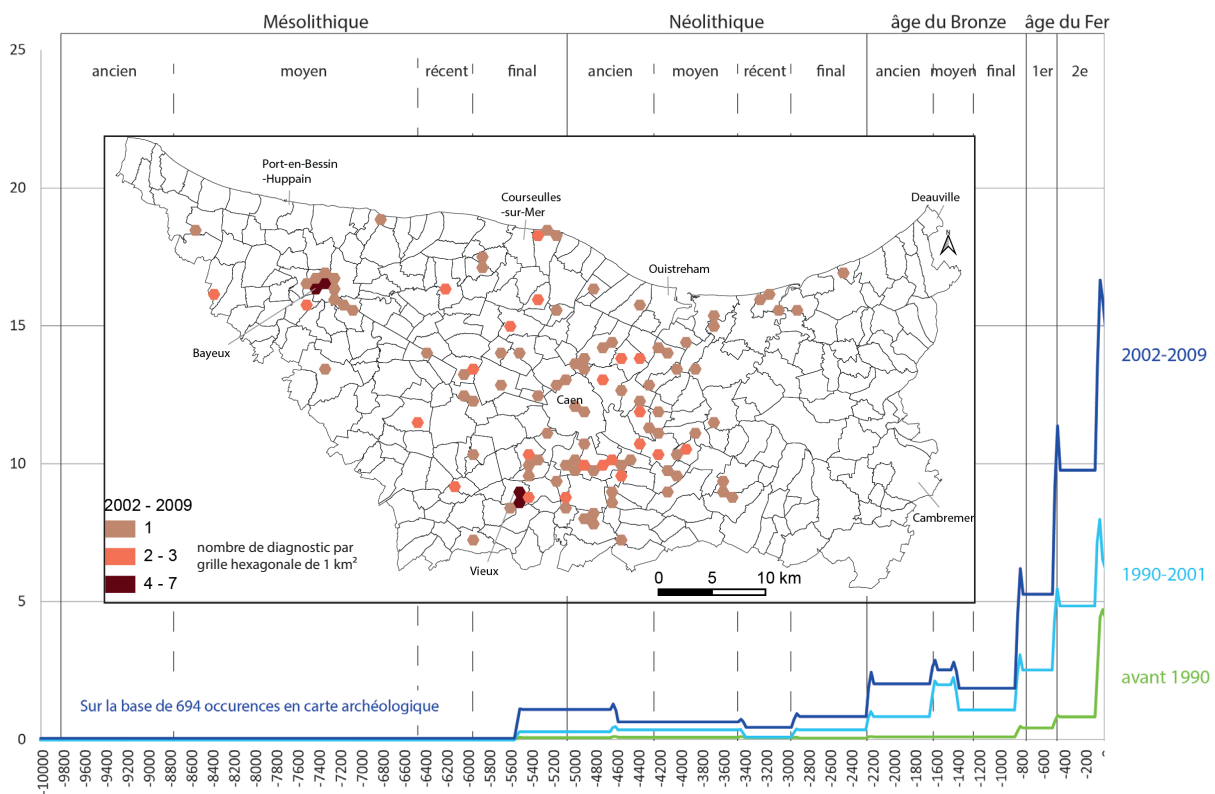 Mésolithique
Néolithique
âge du Bronze
âge du Fer
ancien
moyen
récent
final
ancien
moyen
récent
final
ancien
moyen
final
1er
2e
25
20
15
10
5
0
Port-en-Bessin
-Huppain
Courseulles
-sur-Mer
Deauville
N
Ouistreham
Bayeux
Caen
Cambremer
Vieux
2002 - 2009
1
2 - 3
4 - 7
nombre de diagnostic par
grille hexagonale de 1 km²
0 5 10 km
2002-2009
1990-2001
avant 1990
Sur la base de 694 occurences en carte archéologique
-10000
-9800
-9600
-9400
-9200
-9000
-8800
-8600
-8400
-8200
-8000
-7800
-7600
-7400
-7200
-7000
-6800
-6600
-6400
-6200
-6000
-5800
-5600
-5400
-5200
-5000
-4800
-4600
-4400
-4200
-4000
-3800
-3600
-3400
-3200
-3000
-2800
-2600
-2400
-2200
-2000
-1800
-1600
-1400
-1200
-1000
-800
-600
-400
-200